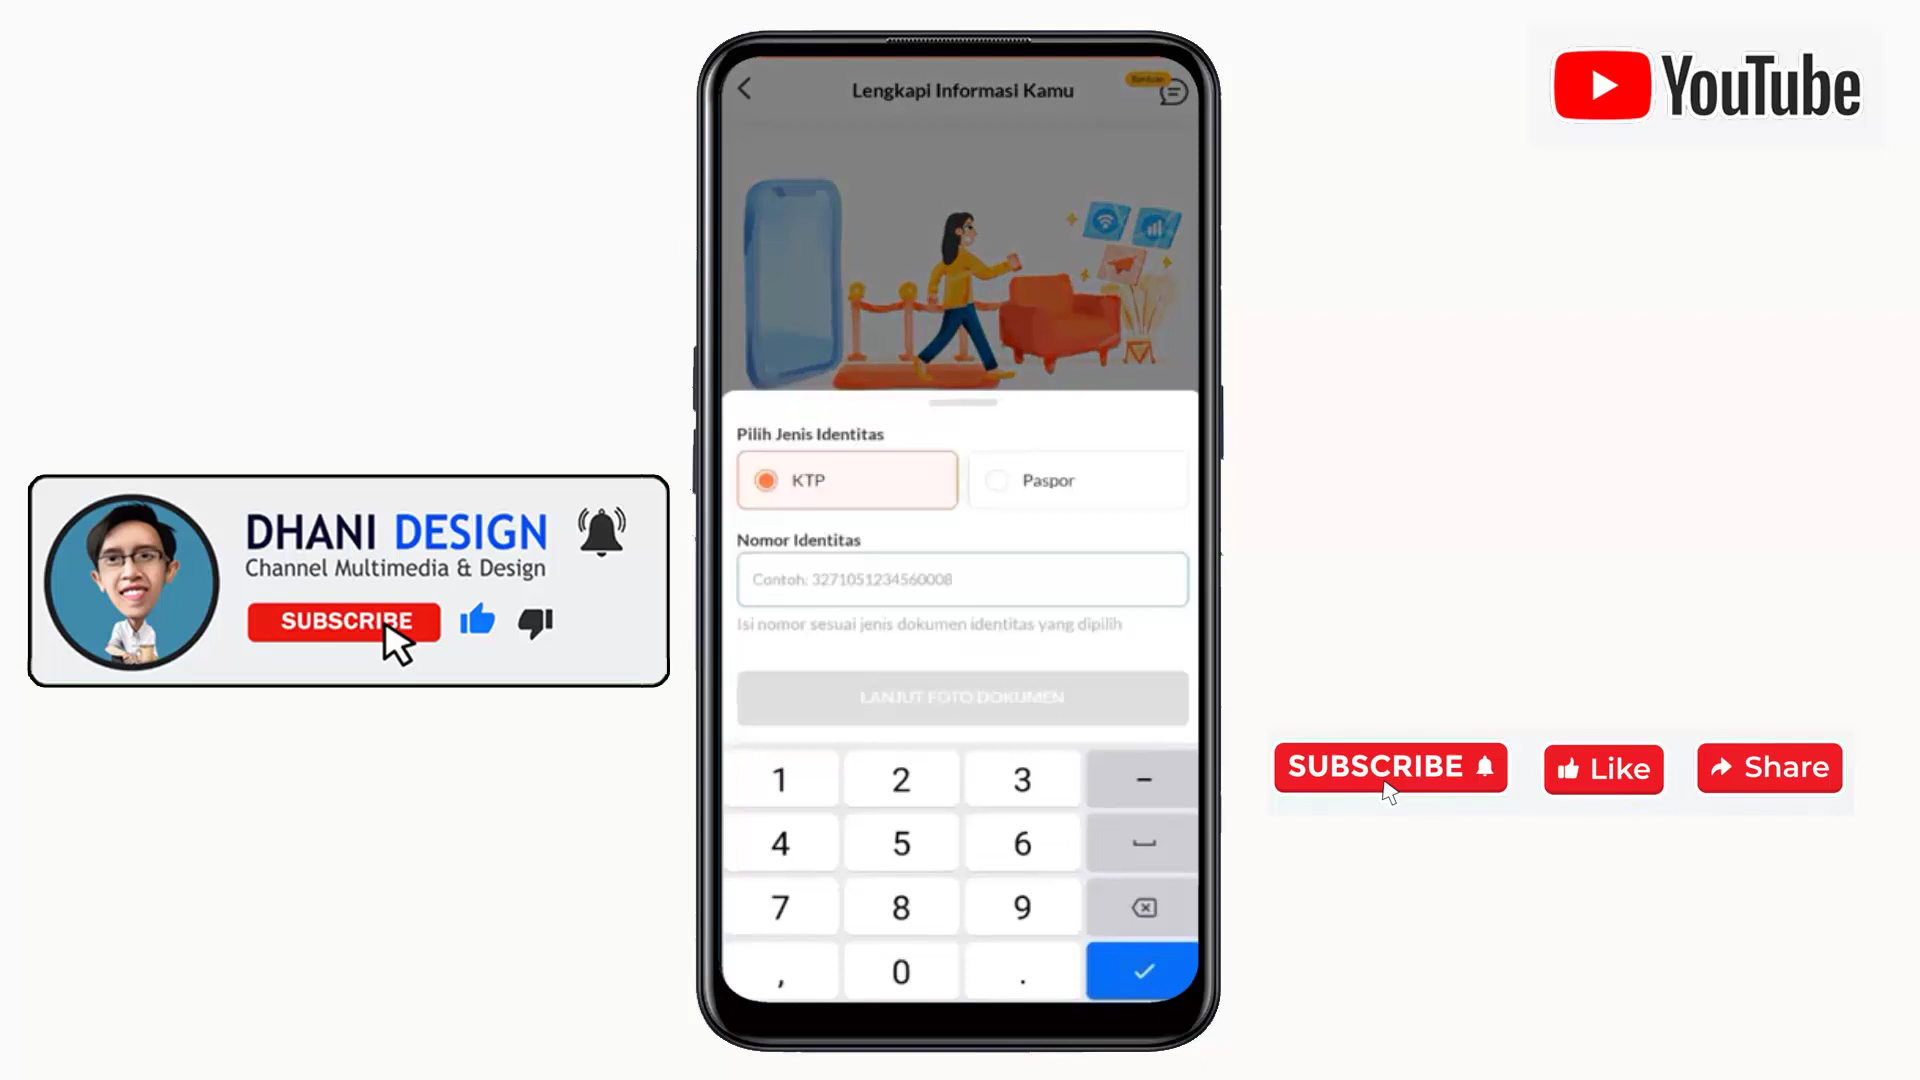 YouTube
Lengkapi Informasi Kamu
Bantuan
Pilih Jenis Identitas
KTP
Paspor
Nomor Identitas
Contoh: 3271051234560008
Isi nomor sesuai jenis dokumen identitas yang dipilih
LANJUT FOTO DOKUMEN
1 2 3 -
4 5 6
7 8 9
, 0 .
DHANI DESIGN
Channel Multimedia & Design
SUBSCRIBE
SUBSCRIBE
Like
Share